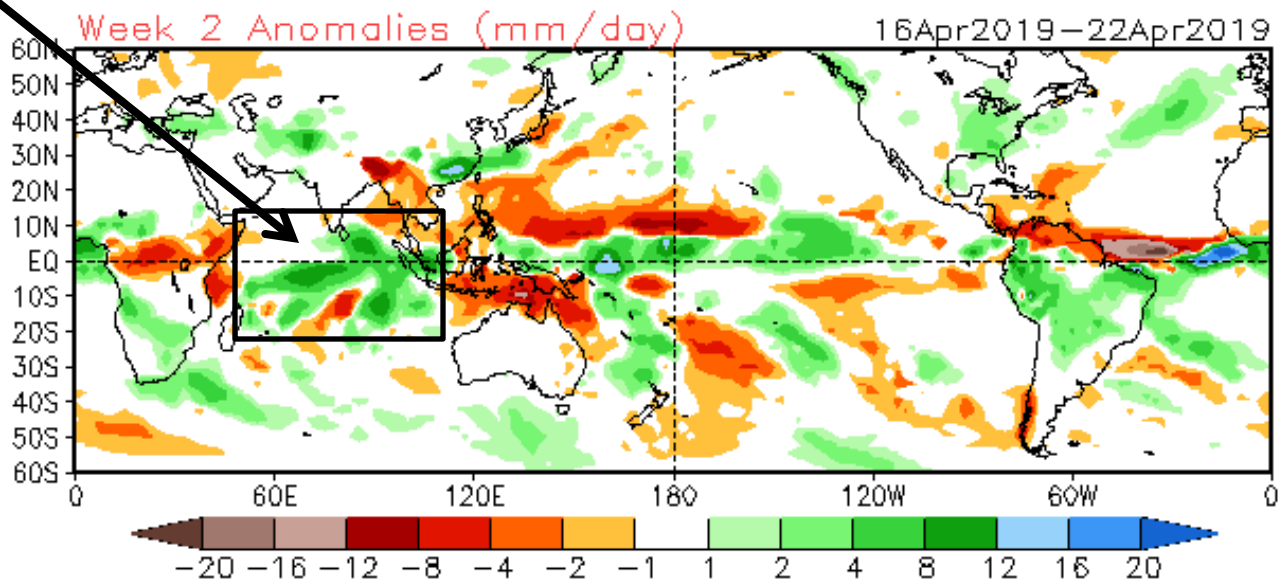 Week 2 Anomalies (mm/day) 16Apr2019−22Apr2019
60N
50N
40N
30N
20N
10N
EQ
10S
20S
30S
40S
50S
60S
0 60E 120E 180 120W 60W 0
−20 −16 −12 −8 −4 −2 −1 1 2 4 8 12 16 20